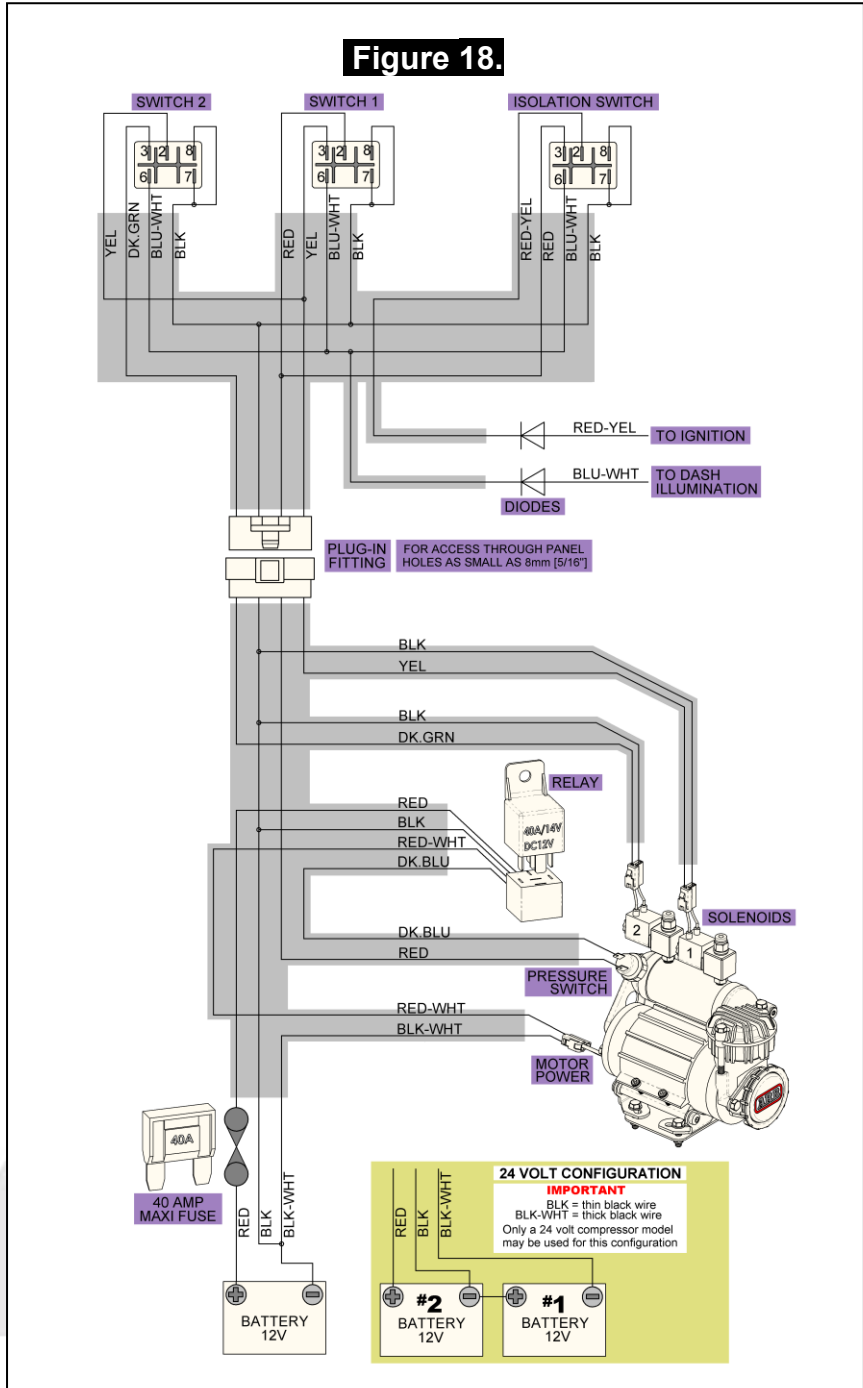 Figure 18.
SWITCH 2
SWITCH 1
ISOLATION SWITCH
3 2 8
6 7
3 2 8
6 7
3 2 8
6 7
YEL
DK.GRN
BLU-WHT
BLK
RED
YEL
BLU-WHT
BLK
RED-YEL
RED
BLU-WHT
BLK
RED-YEL
TO IGNITION
BLU-WHT
TO DASH
ILLUMINATION
DIODES
PLUG-IN
FITTING
FOR ACCESS THROUGH PANEL
HOLES AS SMALL AS 8mm [5/16"]
BLK
YEL
BLK
DK.GRN
RELAY
RED
BLK
RED-WHT
DK.BLU
40A/14V
DC12V
SOLENOIDS
2
1
DK.BLU
RED
PRESSURE
SWITCH
RED-WHT
BLK-WHT
MOTOR
POWER
ARB
40A
40 AMP
MAXI FUSE
RED
BLK
BLK-WHT
BATTERY
12V
24 VOLT CONFIGURATION
IMPORTANT
BLK = thin black wire
BLK-WHT = thick black wire
Only a 24 volt compressor model
may be used for this configuration
RED
BLK
BLK-WHT
#2
BATTERY
12V
#1
BATTERY
12V